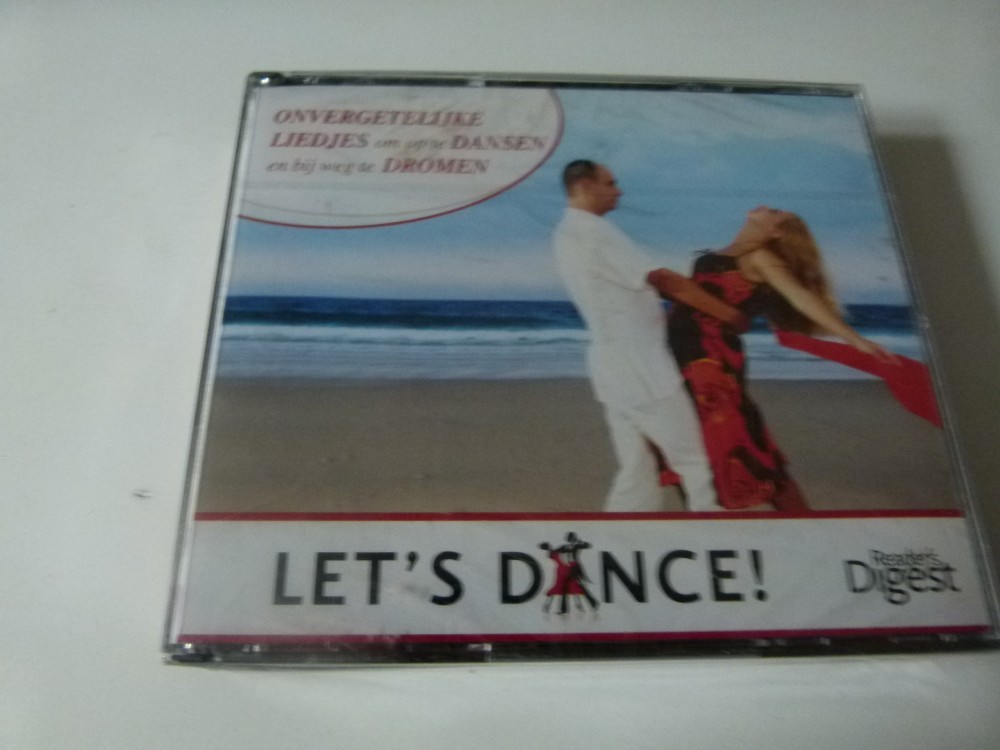 ONVERGETELIJKE
LIEDJES om op te DANSEN
en bij weg te DROMEN
LET'S DANCE!
Reader's
Digest